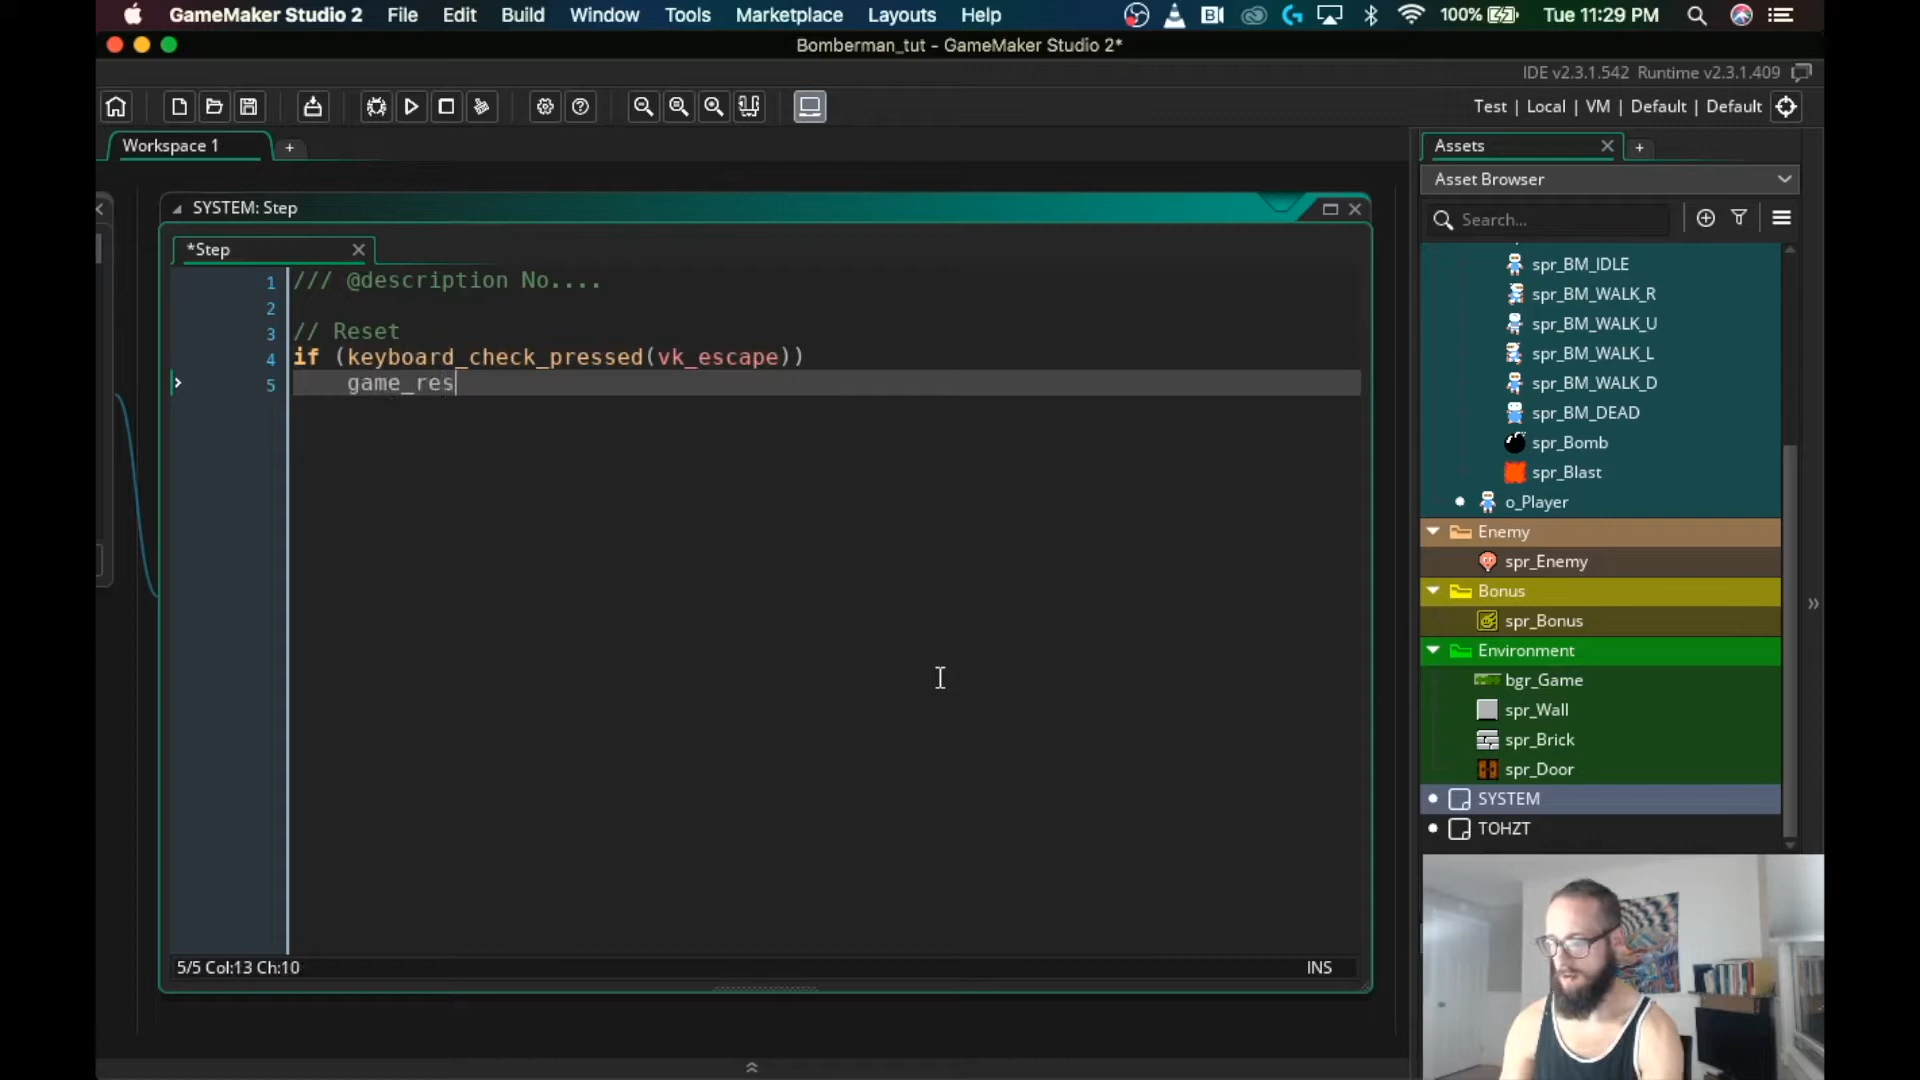 GameMaker Studio 2 File Edit Build Window Tools Marketplace Layouts Help 100% Tue 11:29 PM
Bomberman_tut - GameMaker Studio 2*
IDE v2.3.1.542 Runtime v2.3.1.409
Test | Local | VM | Default | Default
Workspace 1 +
Assets +
Asset Browser
Search...
SYSTEM: Step
*Step
1 /// @description No....
2
3 // Reset
4 if (keyboard_check_pressed(vk_escape))
5 game_res
5/5 Col:13 Ch:10 INS
spr_BM_IDLE
spr_BM_WALK_R
spr_BM_WALK_U
spr_BM_WALK_L
spr_BM_WALK_D
spr_BM_DEAD
spr_Bomb
spr_Blast
o_Player
Enemy
spr_Enemy
Bonus
spr_Bonus
Environment
bgr_Game
spr_Wall
spr_Brick
spr_Door
SYSTEM
TOHZT